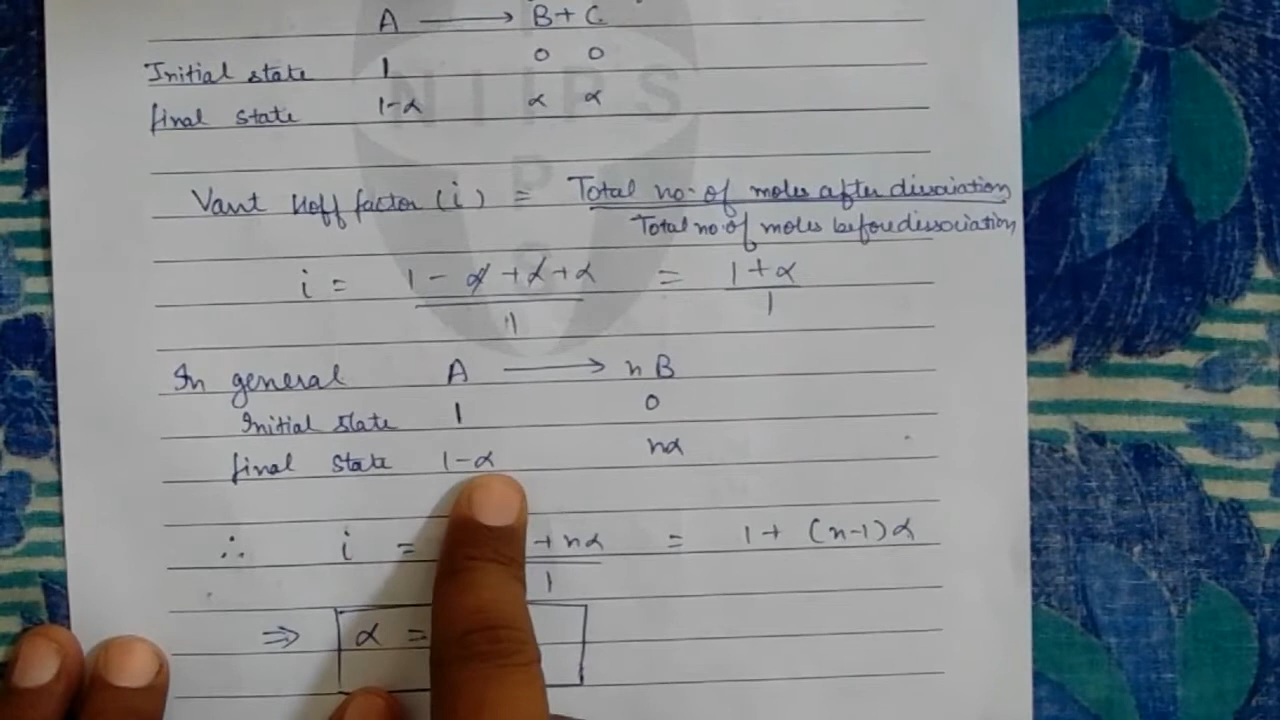 A ⟶ B + C
Initial state 1 0 0
final state 1-α α α
Vant Hoff factor (i) = Total no. of moles after dissociation
Total no. of moles before dissociation
i = 1 - α + α + α = 1 + α
1 1
In general A ⟶ nB
Initial state 1 0
final state 1-α nα
∴ i = + nα = 1 + (n-1)α
1
⇒ α =
NIIPS
P
S